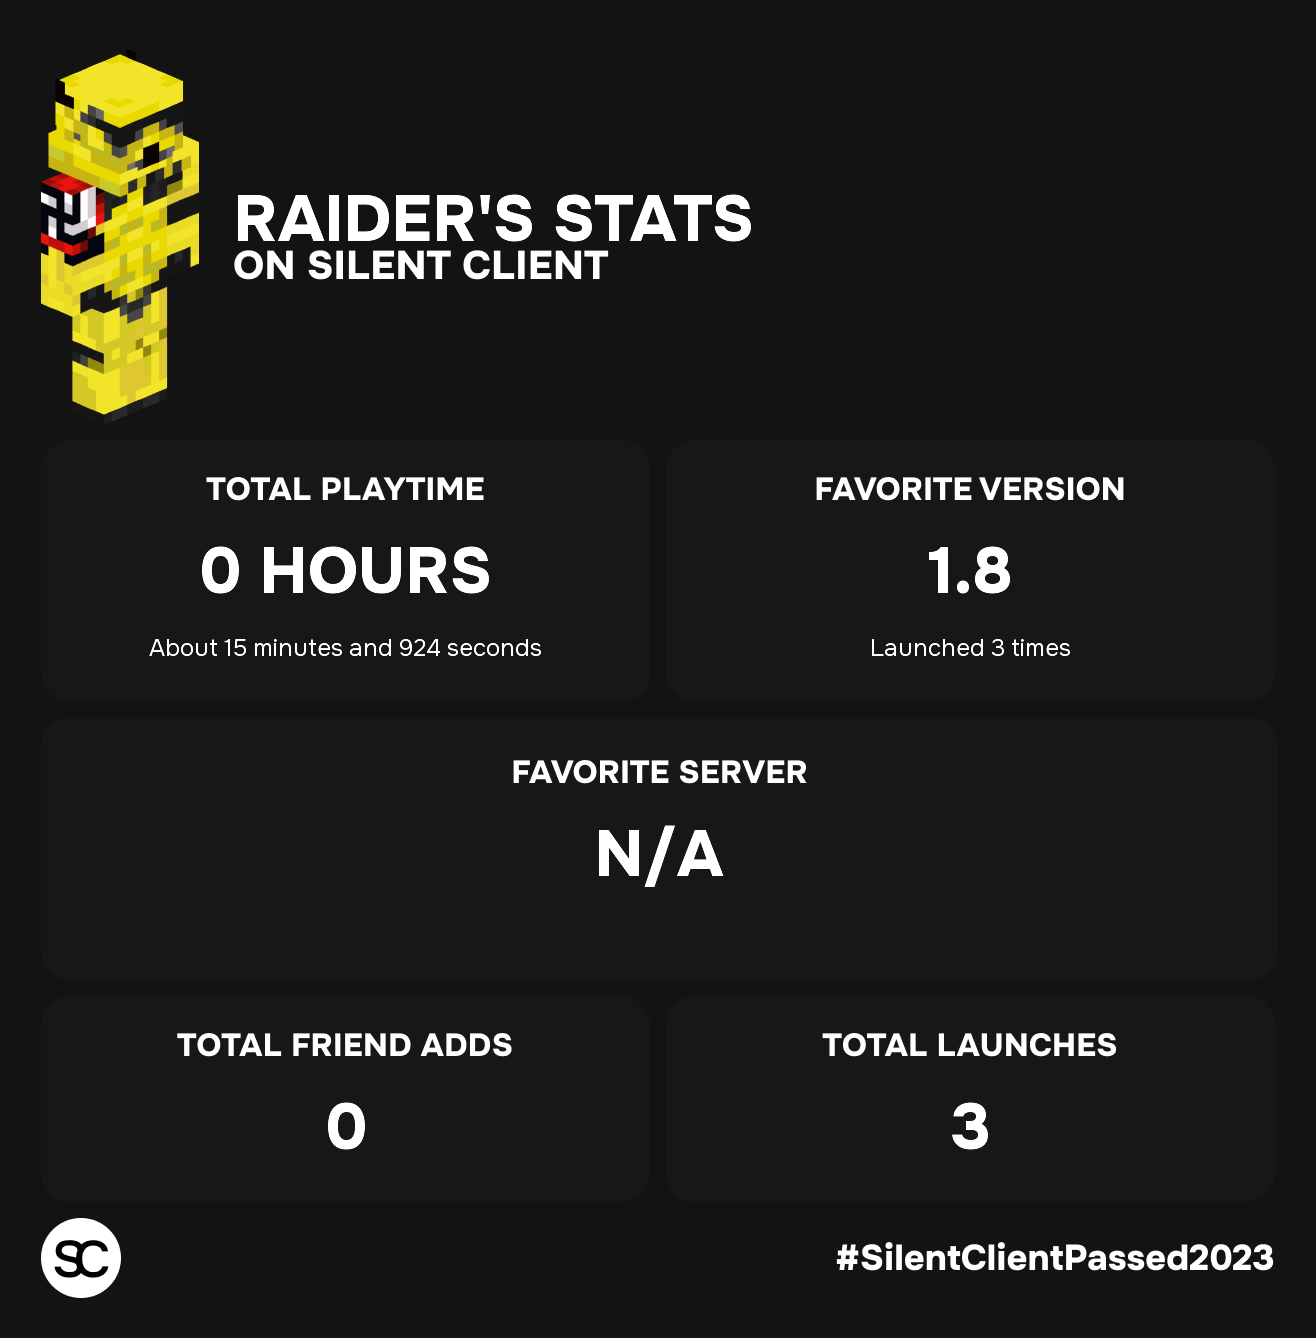 RAIDER'S STATS
ON SILENT CLIENT
TOTAL PLAYTIME
0 HOURS
About 15 minutes and 924 seconds
FAVORITE VERSION
1.8
Launched 3 times
FAVORITE SERVER
N/A
TOTAL FRIEND ADDS
0
TOTAL LAUNCHES
3
SC
#SilentClientPassed2023